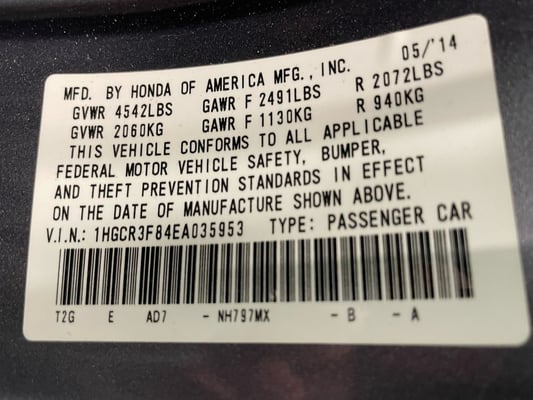 MFD. BY HONDA OF AMERICA MFG., INC. 05/'14
GVWR 4542LBS GAWR F 2491LBS R 2072LBS
GVWR 2060KG GAWR F 1130KG R 940KG
THIS VEHICLE CONFORMS TO ALL APPLICABLE
FEDERAL MOTOR VEHICLE SAFETY, BUMPER,
AND THEFT PREVENTION STANDARDS IN EFFECT
ON THE DATE OF MANUFACTURE SHOWN ABOVE.
V.I.N.: 1HGCR3F84EA035953 TYPE: PASSENGER CAR
T2G E AD7 - NH797MX - B - A